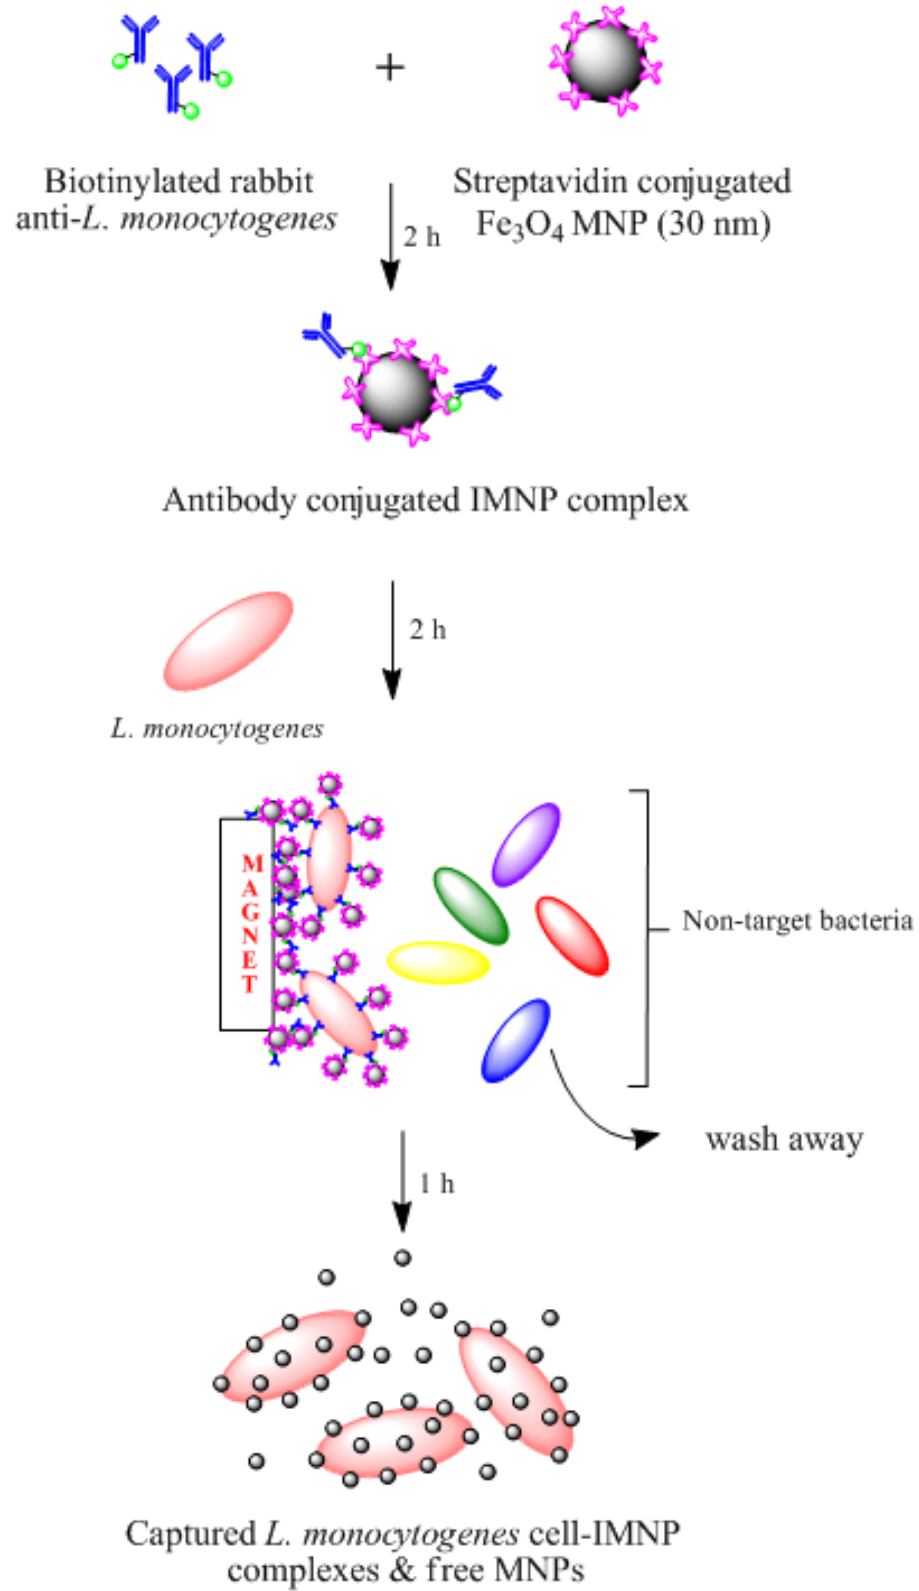 +
Biotinylated rabbit
anti-L. monocytogenes
Streptavidin conjugated
Fe₃O₄ MNP (30 nm)
2 h
Antibody conjugated IMNP complex
2 h
L. monocytogenes
MAGNET
Non-target bacteria
wash away
1 h
Captured L. monocytogenes cell-IMNP
complexes & free MNPs